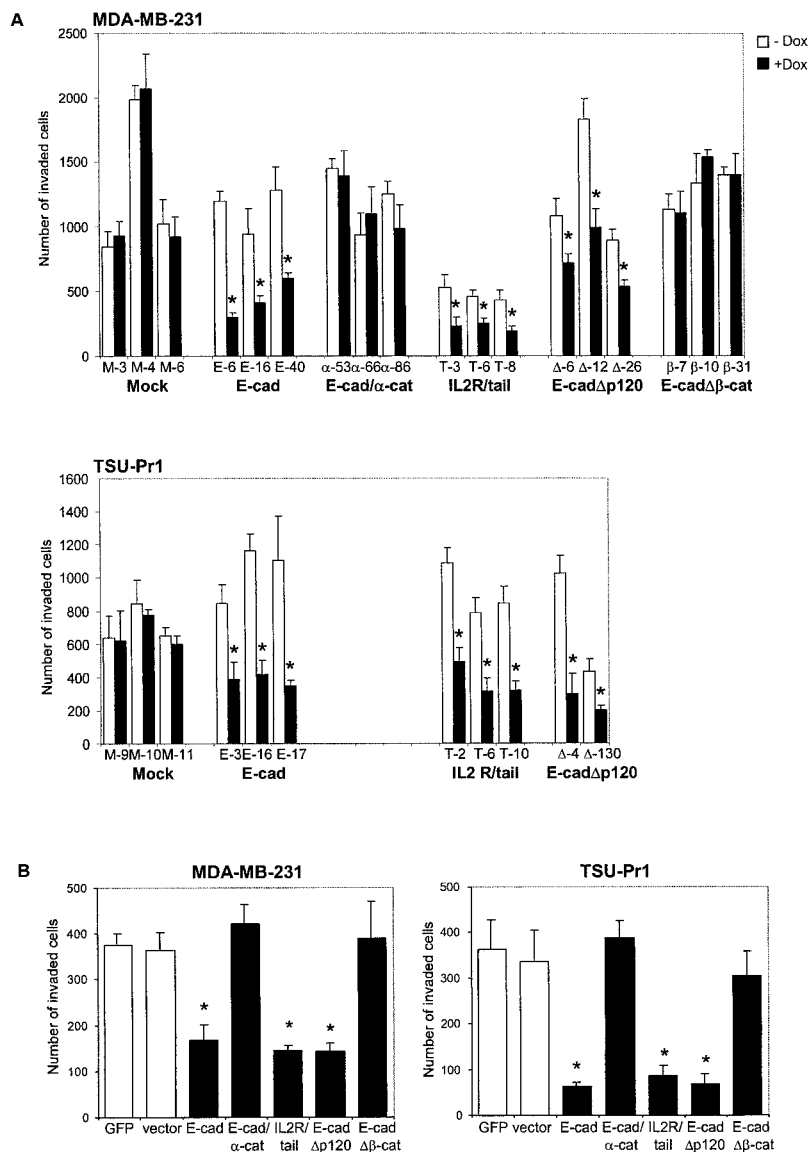 A
MDA-MB-231
- Dox
+Dox
Number of invaded cells
2500
2000
1500
1000
500
0
* * * * * * * * *
M-3 M-4 M-6 E-6 E-16 E-40 α-53 α-66 α-86 T-3 T-6 T-8 Δ-6 Δ-12 Δ-26 β-7 β-10 β-31
Mock E-cad E-cad/α-cat IL2R/tail E-cadΔp120 E-cadΔβ-cat
TSU-Pr1
Number of invaded cells
1600
1400
1200
1000
800
600
400
200
0
* * * * * * * *
M-9 M-10 M-11 E-3 E-16 E-17 T-2 T-6 T-10 Δ-4 Δ-130
Mock E-cad IL2 R/tail E-cadΔp120
B
MDA-MB-231
Number of invaded cells
500
400
300
200
100
0
* * *
GFP vector E-cad E-cad/ IL2R/ E-cad E-cad
α-cat tail Δp120 Δβ-cat
TSU-Pr1
Number of invaded cells
500
400
300
200
100
0
* * *
GFP vector E-cad E-cad/ IL2R/ E-cad E-cad
α-cat tail Δp120 Δβ-cat